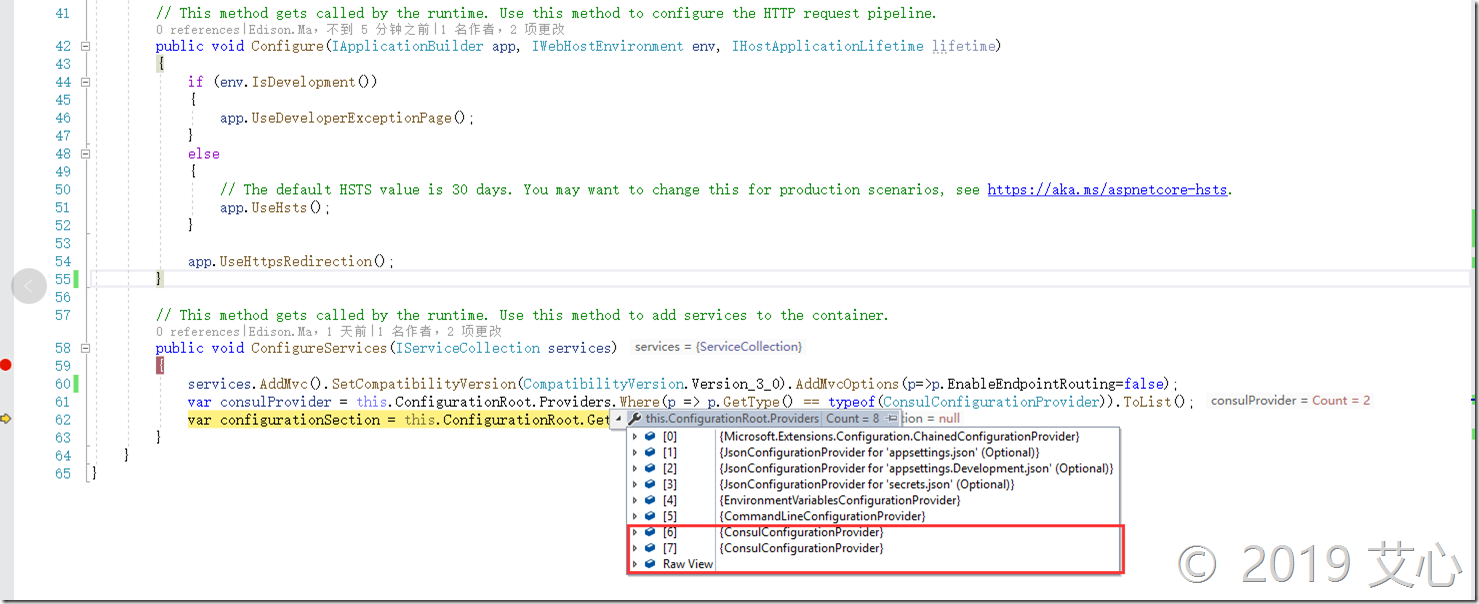 41 // This method gets called by the runtime. Use this method to configure the HTTP request pipeline.
0 references|Edison.Ma，不到 5 分钟之前|1 名作者，2 项更改
42 public void Configure(IApplicationBuilder app, IWebHostEnvironment env, IHostApplicationLifetime lifetime)
43 {
44 if (env.IsDevelopment())
45 {
46 app.UseDeveloperExceptionPage();
47 }
48 else
49 {
50 // The default HSTS value is 30 days. You may want to change this for production scenarios, see https://aka.ms/aspnetcore-hsts.
51 app.UseHsts();
52 }
53
54 app.UseHttpsRedirection();
55 }
56
57 // This method gets called by the runtime. Use this method to add services to the container.
0 references|Edison.Ma，1 天前|1 名作者，2 项更改
58 public void ConfigureServices(IServiceCollection services) services = {ServiceCollection}
59 {
60 services.AddMvc().SetCompatibilityVersion(CompatibilityVersion.Version_3_0).AddMvcOptions(p=>p.EnableEndpointRouting=false);
61 var consulProvider = this.ConfigurationRoot.Providers.Where(p => p.GetType() == typeof(ConsulConfigurationProvider)).ToList(); consulProvider = Count = 2
62 var configurationSection = this.ConfigurationRoot.Get this.ConfigurationRoot.Providers Count = 8 tion = null
63 }
64 }
65 }
[0] {Microsoft.Extensions.Configuration.ChainedConfigurationProvider}
[1] {JsonConfigurationProvider for 'appsettings.json' (Optional)}
[2] {JsonConfigurationProvider for 'appsettings.Development.json' (Optional)}
[3] {JsonConfigurationProvider for 'secrets.json' (Optional)}
[4] {EnvironmentVariablesConfigurationProvider}
[5] {CommandLineConfigurationProvider}
[6] {ConsulConfigurationProvider}
[7] {ConsulConfigurationProvider}
Raw View
© 2019 艾心